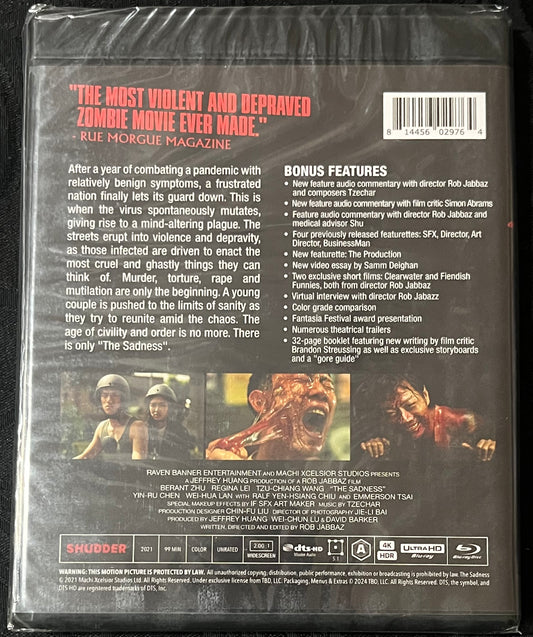 "THE MOST VIOLENT AND DEPRAVED
ZOMBIE MOVIE EVER MADE."
- RUE MORGUE MAGAZINE
8 14456 02976 4
After a year of combating a pandemic with
relatively benign symptoms, a frustrated
nation finally lets its guard down. This is
when the virus spontaneously mutates,
giving rise to a mind-altering plague. The
streets erupt into violence and depravity,
as those infected are driven to enact the
most cruel and ghastly things they can
think of. Murder, torture, rape and
mutilation are only the beginning. A young
couple is pushed to the limits of sanity as
they try to reunite amid the chaos. The
age of civility and order is no more. There
is only "The Sadness".
BONUS FEATURES
• New feature audio commentary with director Rob Jabbaz
and composers Tzechar
• New feature audio commentary with film critic Simon Abrams
• Feature audio commentary with director Rob Jabbaz and
medical advisor Shu
• Four previously released featurettes: SFX, Director, Art
Director, BusinessMan
• New featurette: The Production
• New video essay by Samm Deighan
• Two exclusive short films: Clearwater and Fiendish
Funnies, both from director Rob Jabbaz
• Virtual interview with director Rob Jabazz
• Color grade comparison
• Fantasia Festival award presentation
• Numerous theatrical trailers
• 32-page booklet featuring new writing by film critic
Brandon Streussing as well as exclusive storyboards
and a "gore guide"
RAVEN BANNER ENTERTAINMENT AND MACHI XCELSIOR STUDIOS PRESENTS
A JEFFREY HUANG PRODUCTION OF A ROB JABBAZ FILM
BERANT ZHU REGINA LEI TZU-CHIANG WANG "THE SADNESS"
YIN-RU CHEN WEI-HUA LAN WITH RALF YEN-HSIANG CHIU AND EMMERSON TSAI
SPECIAL MAKEUP EFFECTS BY IF SFX ART MAKER MUSIC BY TZECHAR
PRODUCTION DESIGNER CHIN-FU LIU DIRECTOR OF PHOTOGRAPHY JIE-LI BAI
PRODUCED BY JEFFREY HUANG WEI-CHUN LU & DAVID BARKER
WRITTEN, DIRECTED AND EDITED BY ROB JABBAZ
SHUDDER 2021 99 MIN COLOR UNRATED 2.00:1 WIDESCREEN dts-HD Master Audio 5.1 4K HDR ULTRA HD Blu-ray Blu-ray Disc
WARNING: THIS MOTION PICTURE IS PROTECTED BY LAW. All unauthorized copying, distribution, public performance, exhibition or broadcasting is prohibited by law. The Sadness
© 2021 Machi Xcelsior Studios Ltd. All Rights Reserved. Under exclusive license from TBD, LLC. Packaging, Menus & Extras © 2024 TBD, LLC. All Rights Reserved. DTS, the symbol, and
DTS HD are registered trademarks of DTS, Inc.